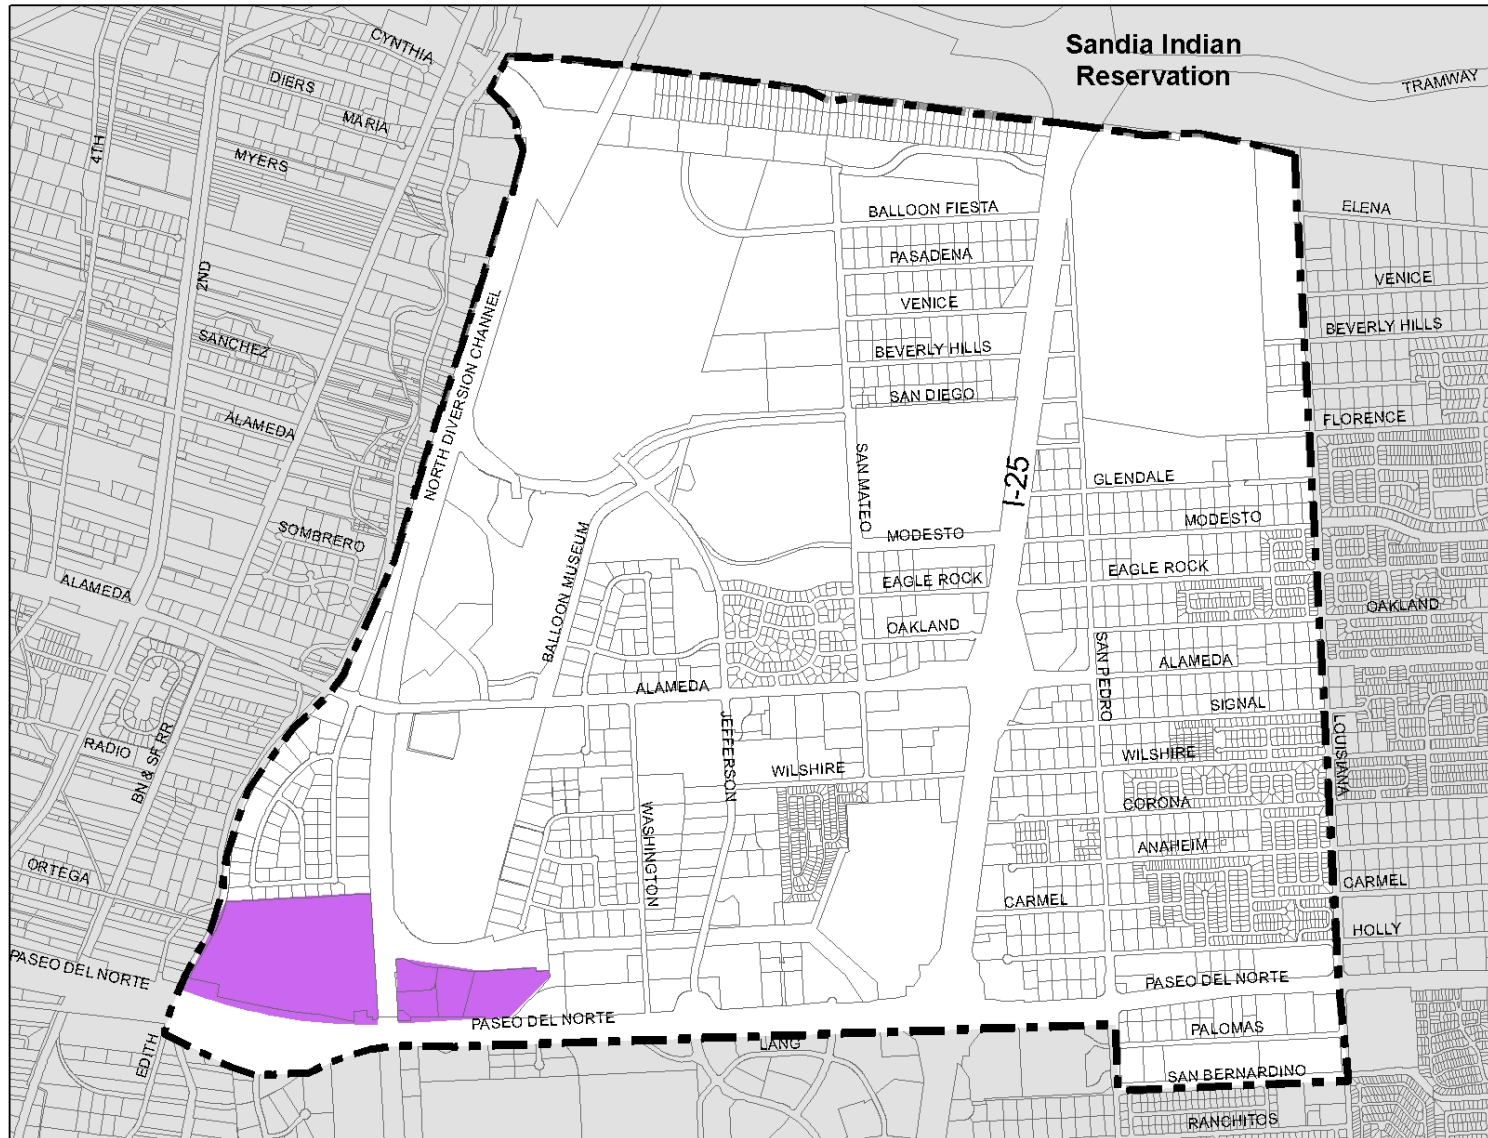 Sandia Indian
Reservation
CYNTHIA
TRAMWAY
DIERS
MARIA
4TH
MYERS
ELENA
BALLOON FIESTA
PASADENA
2ND
VENICE
VENICE
BEVERLY HILLS
SANCHEZ
BEVERLY HILLS
NORTH DIVERSION CHANNEL
SAN DIEGO
ALAMEDA
FLORENCE
SAN MATEO
I-25
GLENDALE
SOMBRERO
MODESTO
MODESTO
BALLOON MUSEUM
EAGLE ROCK
EAGLE ROCK
ALAMEDA
OAKLAND
OAKLAND
SAN PEDRO
ALAMEDA
ALAMEDA
SIGNAL
JEFFERSON
LOUISIANA
RADIO
BN & SF RR
WILSHIRE
WILSHIRE
CORONA
WASHINGTON
ANAHEIM
ORTEGA
CARMEL
CARMEL
HOLLY
PASEO DEL NORTE
PASEO DEL NORTE
PASEO DEL NORTE
PALOMAS
EDITH
LANG
SAN BERNARDINO
RANCHITOS